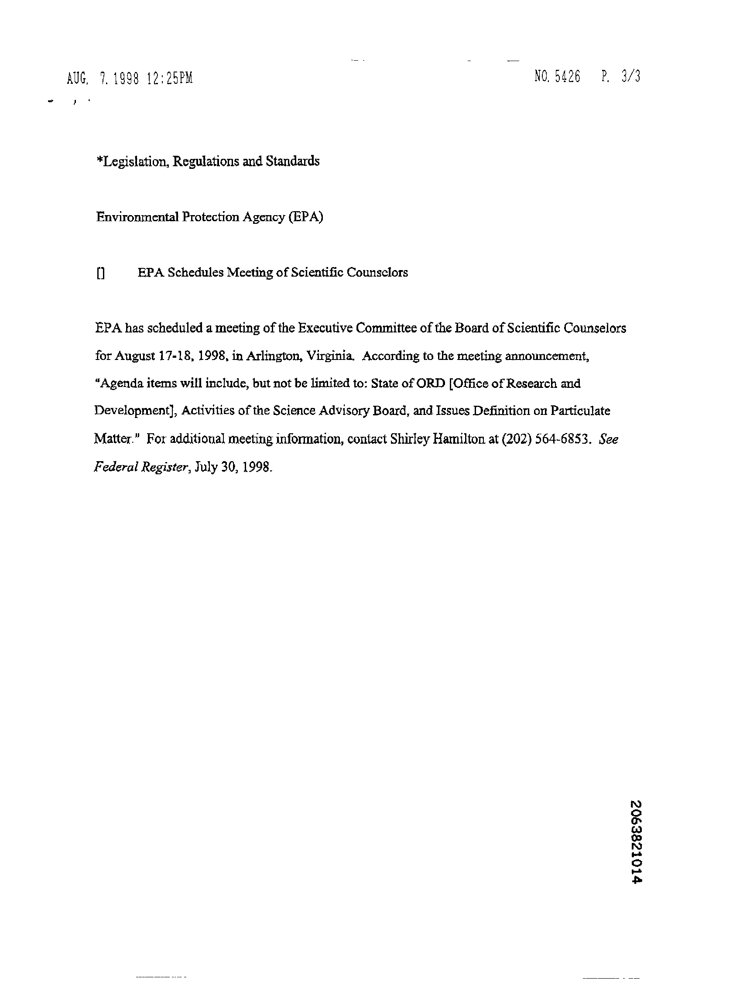 AUG. 7. 1998 12:25PM NO. 5426 P. 3/3
*Legislation, Regulations and Standards
Environmental Protection Agency (EPA)
[] EPA Schedules Meeting of Scientific Counselors
EPA has scheduled a meeting of the Executive Committee of the Board of Scientific Counselors
for August 17-18, 1998, in Arlington, Virginia. According to the meeting announcement,
"Agenda items will include, but not be limited to: State of ORD [Office of Research and
Development], Activities of the Science Advisory Board, and Issues Definition on Particulate
Matter." For additional meeting information, contact Shirley Hamilton at (202) 564-6853. See
Federal Register, July 30, 1998.
2063821014